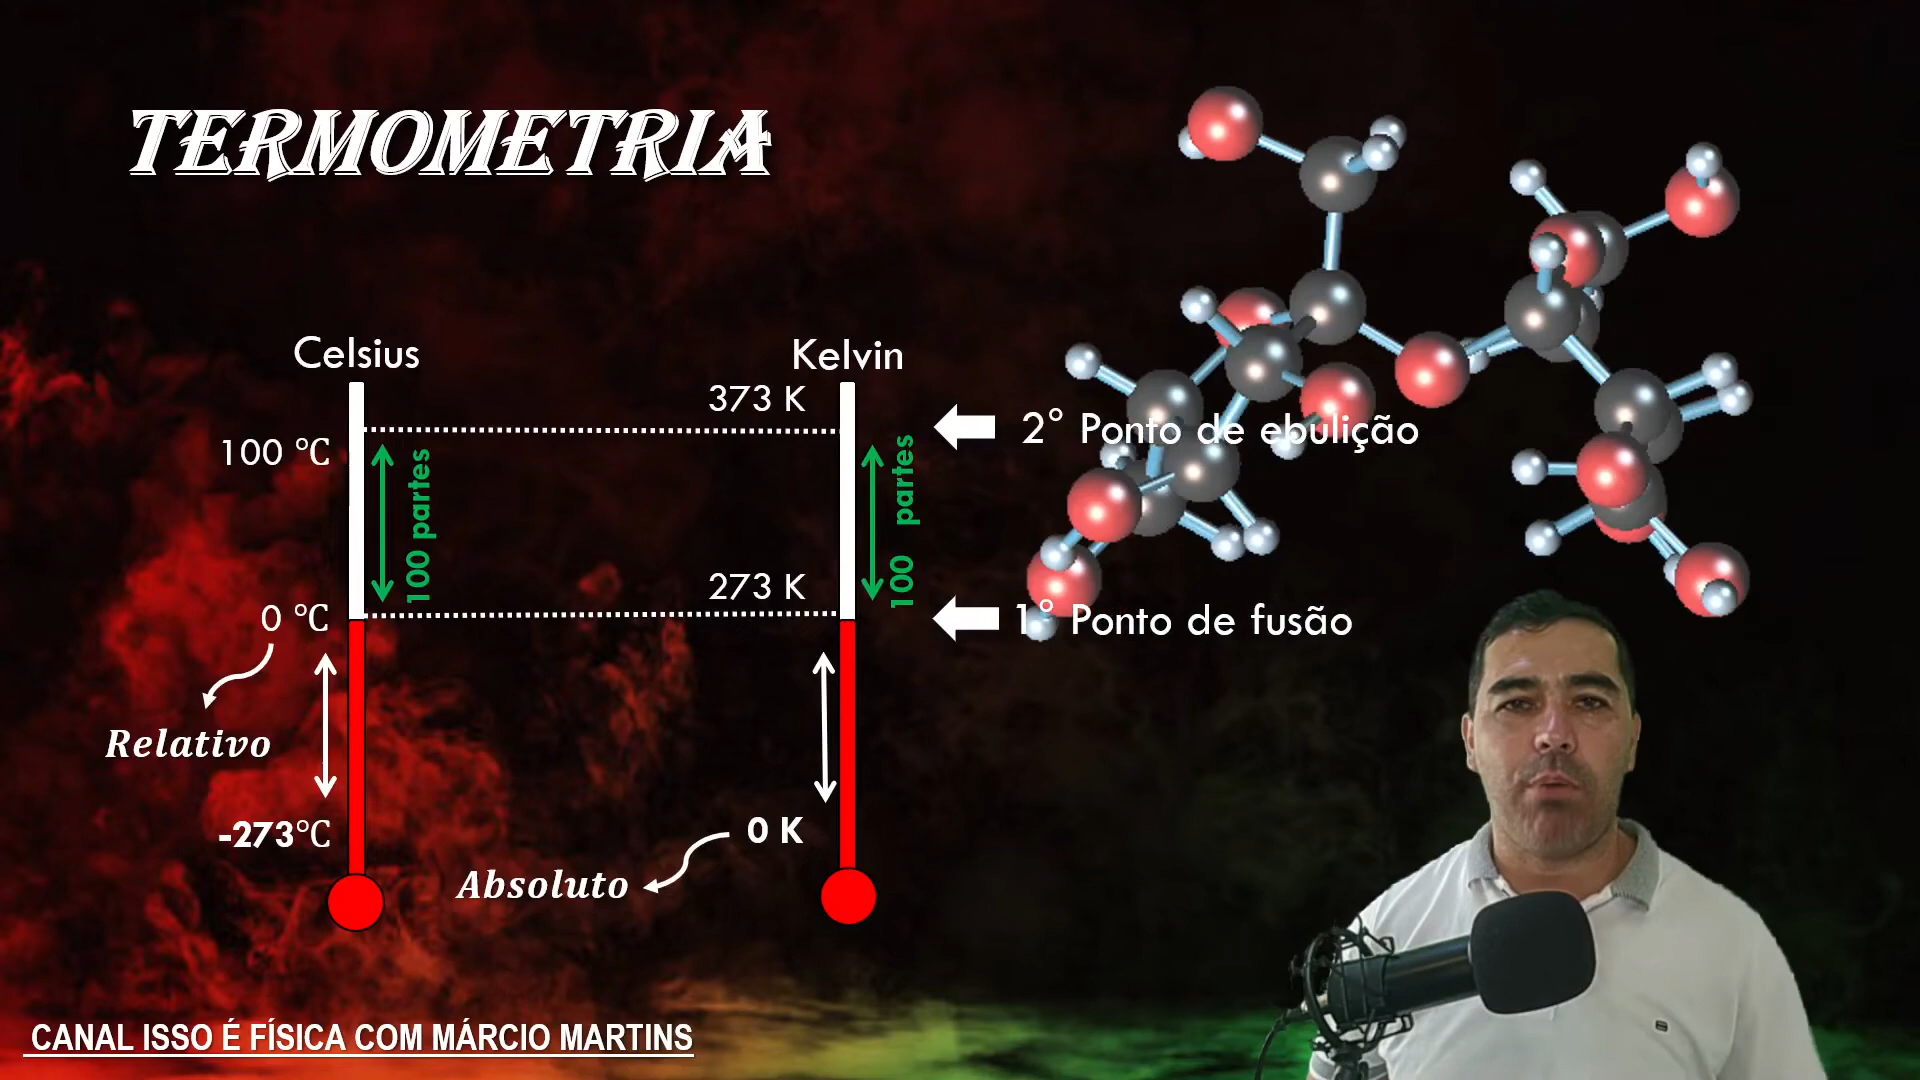 TERMOMETRIA
Celsius
Kelvin
373 K
100 °C
2° Ponto de ebulição
100 partes
100 partes
273 K
0 °C
1° Ponto de fusão
Relativo
-273°C
0 K
Absoluto
CANAL ISSO É FÍSICA COM MÁRCIO MARTINS